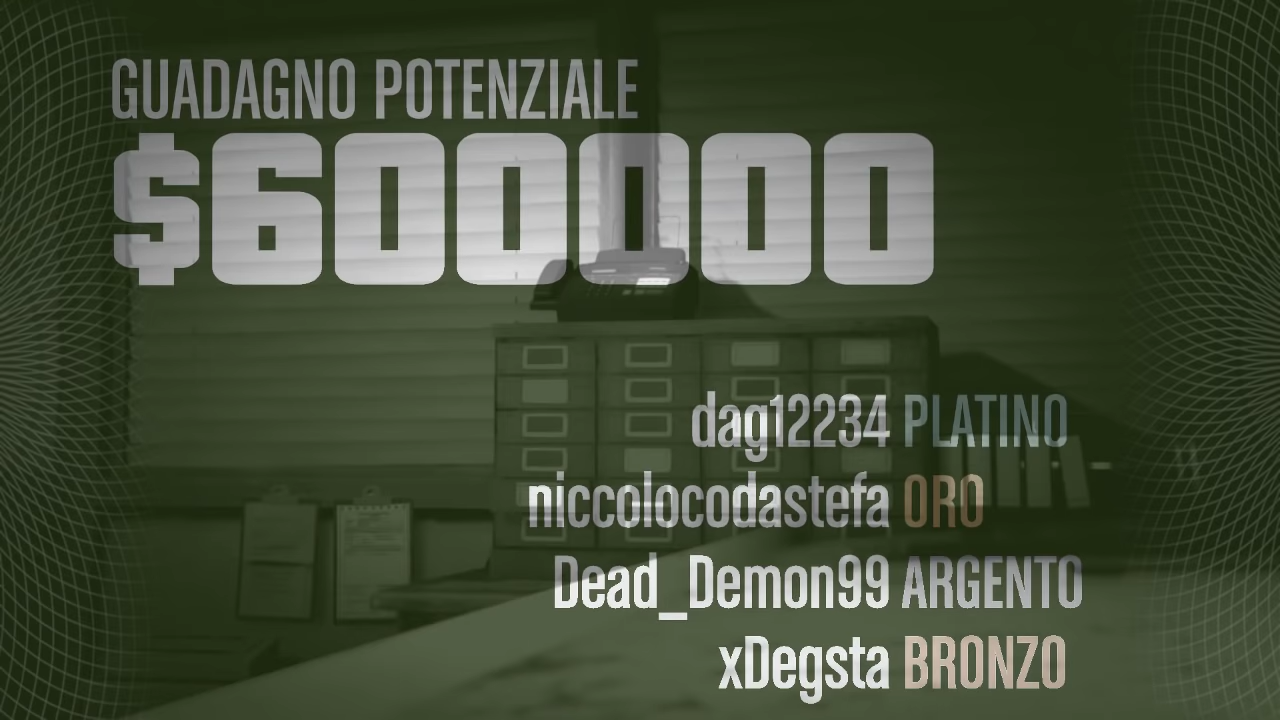 GUADAGNO POTENZIALE
$600000
dag12234 PLATINO
niccolocodastefa ORO
Dead_Demon99 ARGENTO
xDegsta BRONZO